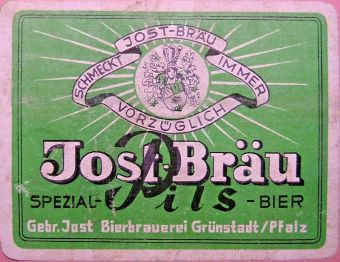 JOST-BRÄU
SCHMECKT IMMER
VORZÜGLICH
Jost-Bräu
SPEZIAL-Pils-BIER
Gebr. Jost Bierbrauerei Grünstadt/Pfalz